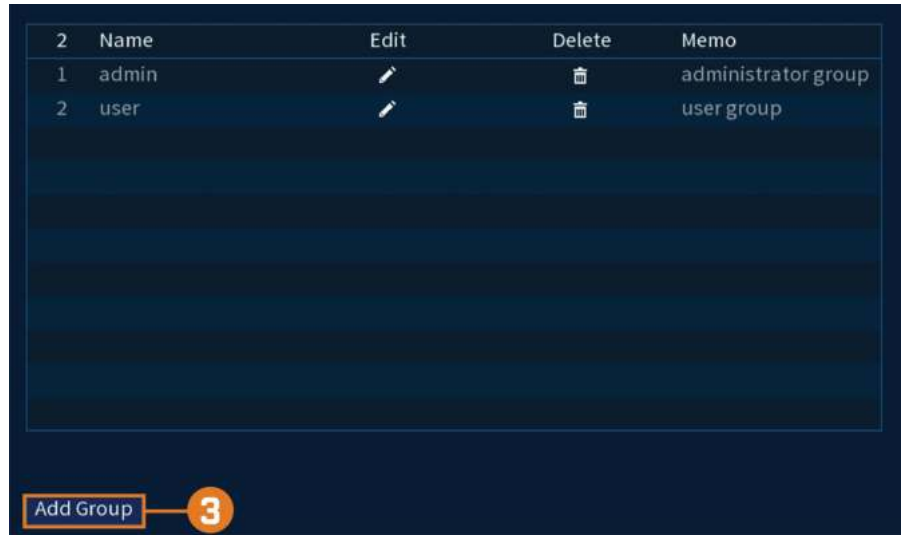 2 Name Edit Delete Memo
1 admin administrator group
2 user user group
Add Group 3